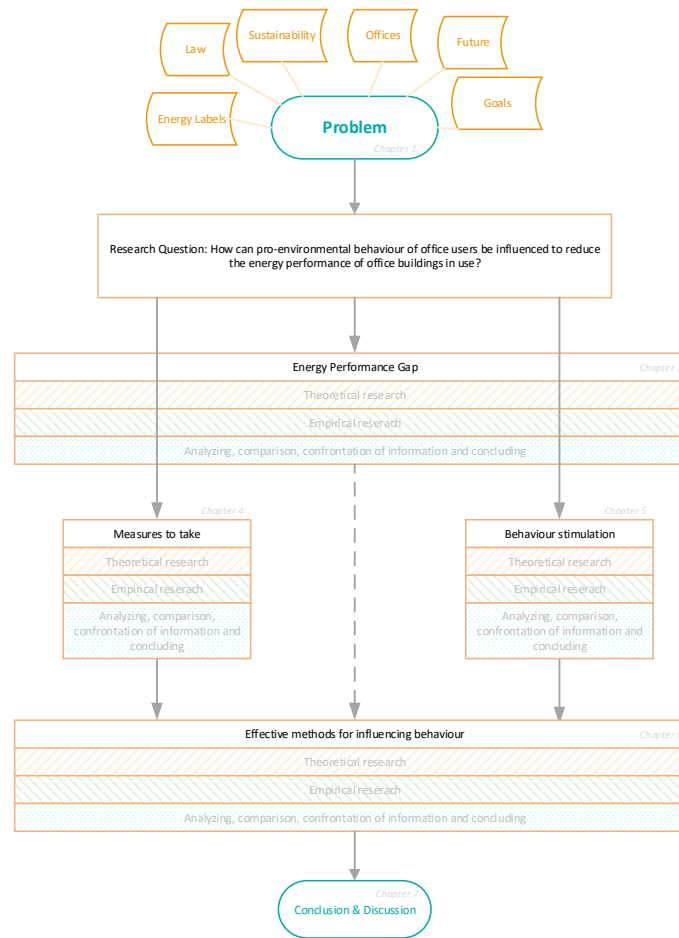 Law
Sustainability
Offices
Future
Energy Labels
Goals
Problem
Chapter 1
Research Question: How can pro-environmental behaviour of office users be influenced to reduce
the energy performance of office buildings in use?
Energy Performance Gap
Chapter
Theoretical research
Empirical reserach
Analyzing, comparison, confrontation of information and concluding
Chapter 4
Chapter 5
Measures to take
Behaviour stimulation
Theoretical research
Theoretical research
Empirical reserach
Empirical reserach
Analyzing, comparison,
confrontation of information and
concluding
Analyzing, comparison,
confrontation of information and
concluding
Effective methods for influencing behaviour
Chapter
Theoretical research
Empirical reserach
Analyzing, comparison, confrontation of information and concluding
Chapter 7
Conclusion & Discussion